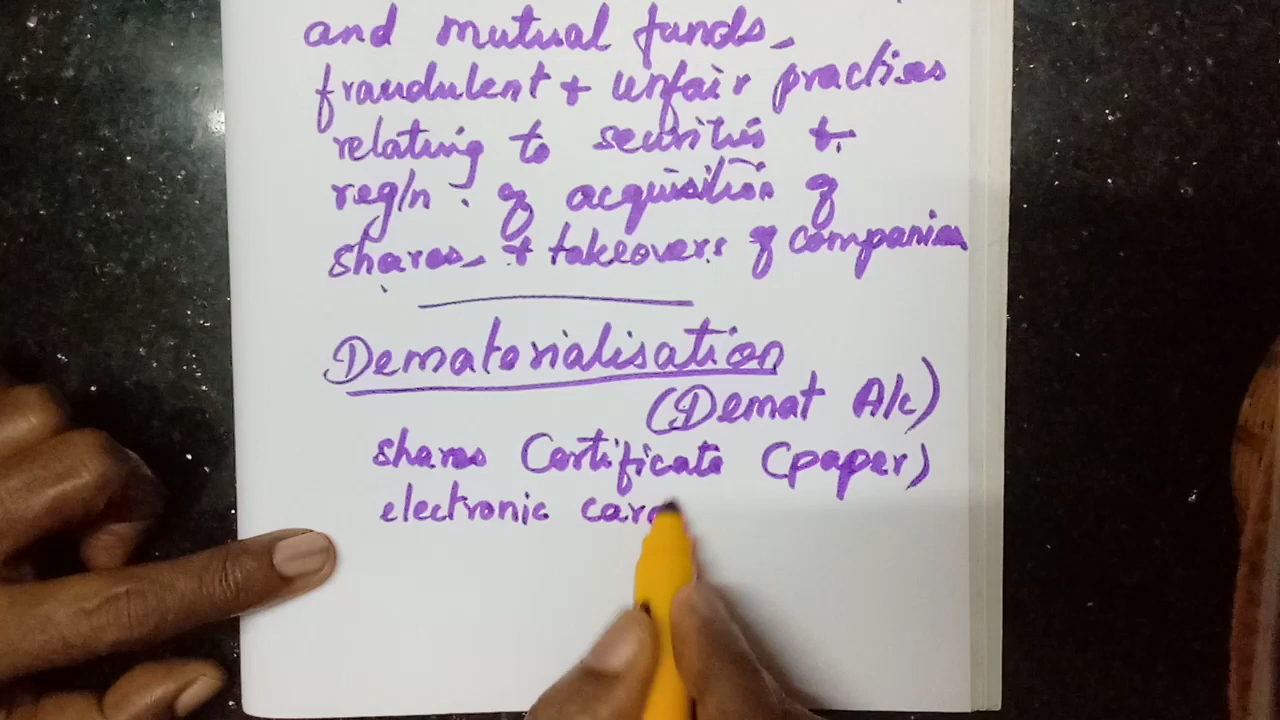 and mutual funds,
fraudulent + unfair practises
relating to securities +
regln. of acquisition of
shares, + takeovers of companies
Dematerialisation
(Demat A/c)
shares Certificate (paper)
electronic